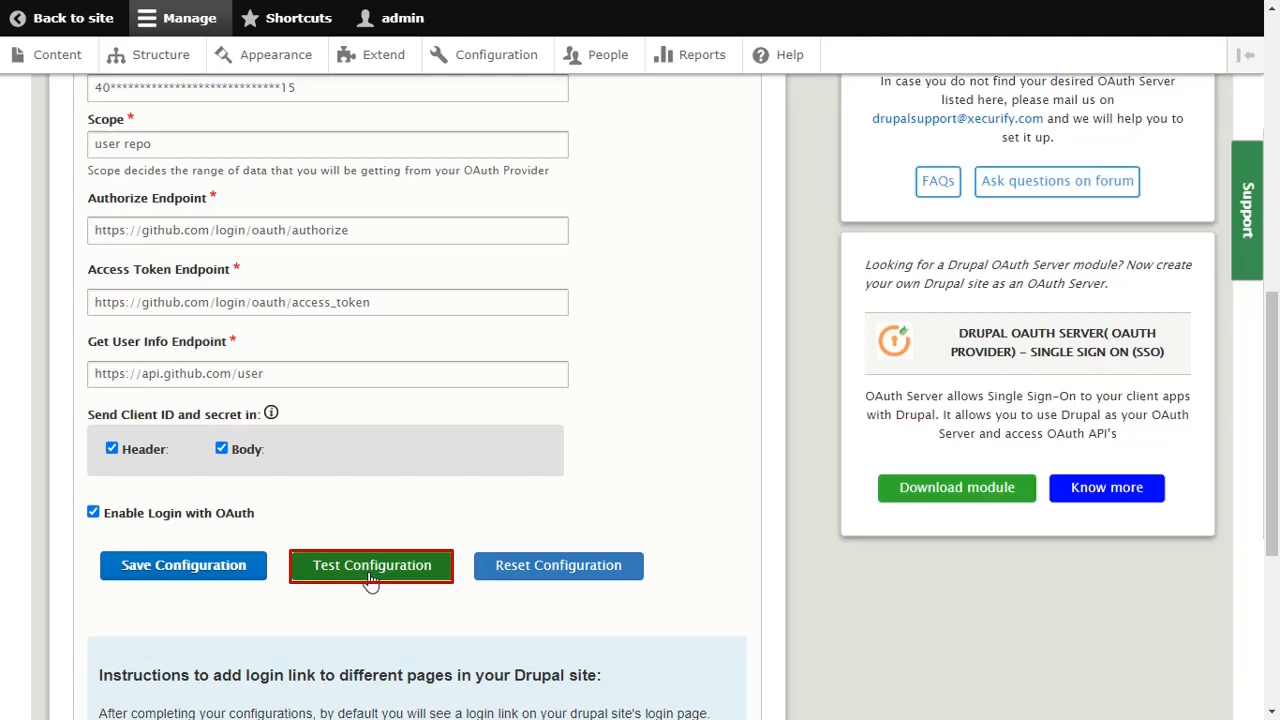 Back to site
Manage
Shortcuts
admin
Content
Structure
Appearance
Extend
Configuration
People
Reports
Help
40******************************15
Scope *
user repo
Scope decides the range of data that you will be getting from your OAuth Provider
Authorize Endpoint *
https://github.com/login/oauth/authorize
Access Token Endpoint *
https://github.com/login/oauth/access_token
Get User Info Endpoint *
https://api.github.com/user
Send Client ID and secret in:
Header:
Body:
Enable Login with OAuth
Save Configuration
Test Configuration
Reset Configuration
Instructions to add login link to different pages in your Drupal site:
After completing your configurations, by default you will see a login link on your drupal site's login page.
In case you do not find your desired OAuth Server
listed here, please mail us on
drupalsupport@xecurify.com and we will help you to
set it up.
FAQs
Ask questions on forum
Looking for a Drupal OAuth Server module? Now create
your own Drupal site as an OAuth Server.
DRUPAL OAUTH SERVER( OAUTH
PROVIDER) – SINGLE SIGN ON (SSO)
OAuth Server allows Single Sign-On to your client apps
with Drupal. It allows you to use Drupal as your OAuth
Server and access OAuth API's
Download module
Know more
Support